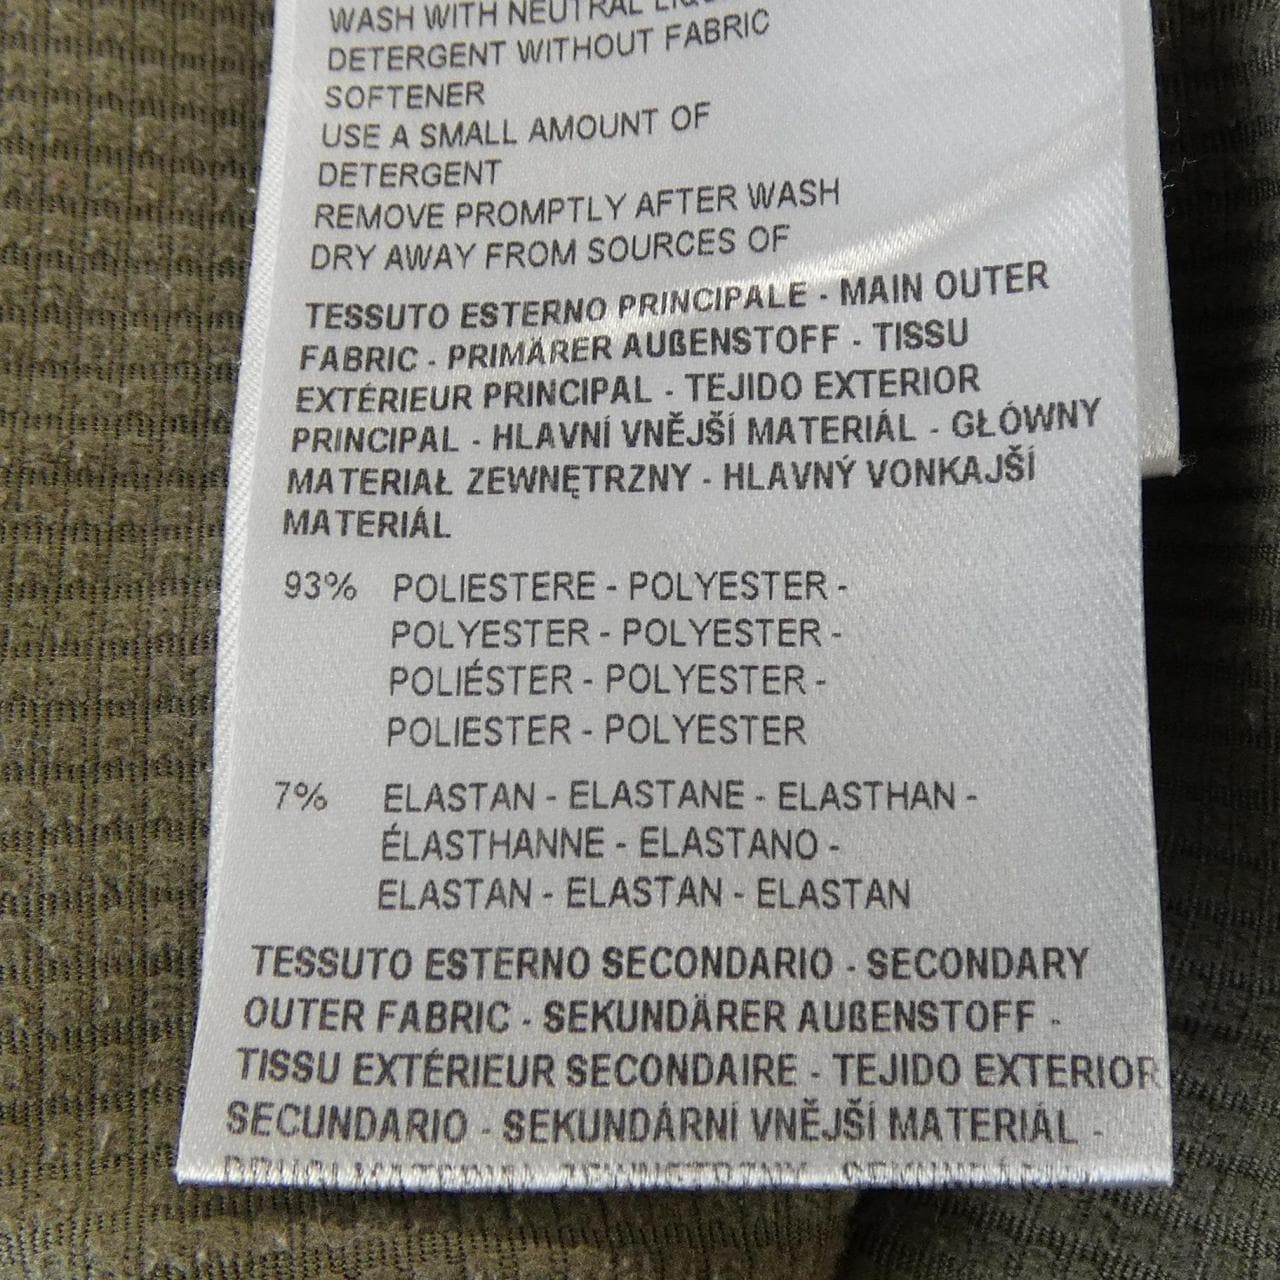 WASH WITH NEUTRAL
DETERGENT WITHOUT FABRIC
SOFTENER
USE A SMALL AMOUNT OF
DETERGENT
REMOVE PROMPTLY AFTER WASH
DRY AWAY FROM SOURCES OF
TESSUTO ESTERNO PRINCIPALE - MAIN OUTER
FABRIC - PRIMÄRER AUßENSTOFF - TISSU
EXTÉRIEUR PRINCIPAL - TEJIDO EXTERIOR
PRINCIPAL - HLAVNÍ VNĚJŠÍ MATERIÁL - GŁÓWNY
MATERIAŁ ZEWNĘTRZNY - HLAVNÝ VONKAJŠÍ
MATERIÁL
93% POLIESTERE - POLYESTER -
POLYESTER - POLYESTER -
POLIÉSTER - POLYESTER -
POLIESTER - POLYESTER
7% ELASTAN - ELASTANE - ELASTHAN -
ÉLASTHANNE - ELASTANO -
ELASTAN - ELASTAN - ELASTAN
TESSUTO ESTERNO SECONDARIO - SECONDARY
OUTER FABRIC - SEKUNDÄRER AUßENSTOFF -
TISSU EXTÉRIEUR SECONDAIRE - TEJIDO EXTERIOR
SECUNDARIO - SEKUNDÁRNÍ VNĚJŠÍ MATERIÁL -